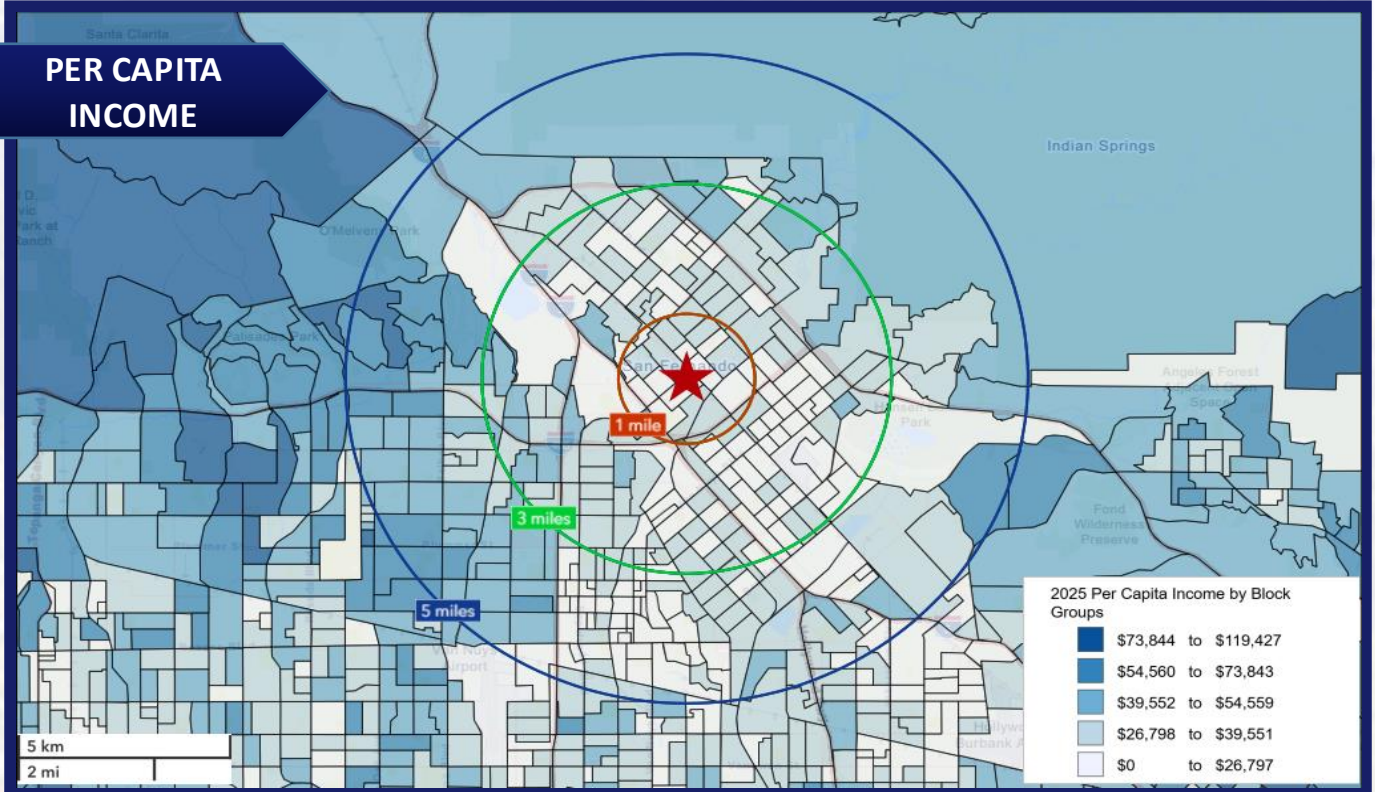 Santa Clarita
PER CAPITA
INCOME
Indian Springs
O'Melveny Park
Palisades Park
San Fernando
Angeles Forest
Space
Park
1 mile
3 miles
Fond
Wilderness
Preserve
5 miles
Van Nuys
Airport
2025 Per Capita Income by Block
Groups
$73,844 to $119,427
$54,560 to $73,843
$39,552 to $54,559
$26,798 to $39,551
$0 to $26,797
5 km
2 mi